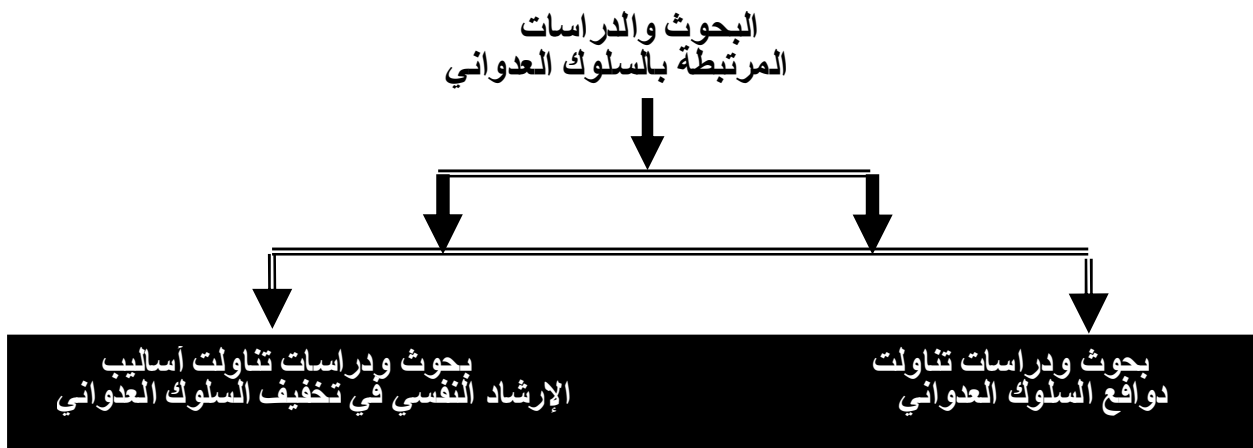 البحوث والدراسات
المرتبطة بالسلوك العدواني
بحوث ودراسات تناولت
دوافع السلوك العدواني
بحوث ودراسات تناولت أساليب
الإرشاد النفسي في تخفيف السلوك العدواني